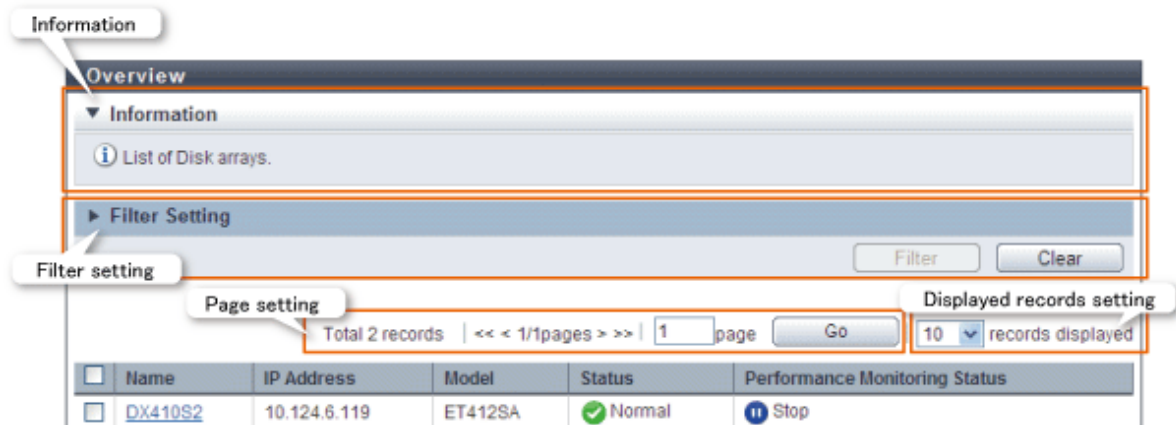 Information
Overview
▼ Information
List of Disk arrays.
▶ Filter Setting
Filter Clear
Filter setting
Page setting
Displayed records setting
Total 2 records | << < 1/1pages > >> | 1 page Go | 10 records displayed
Name IP Address Model Status Performance Monitoring Status
DX410S2 10.124.6.119 ET412SA Normal Stop